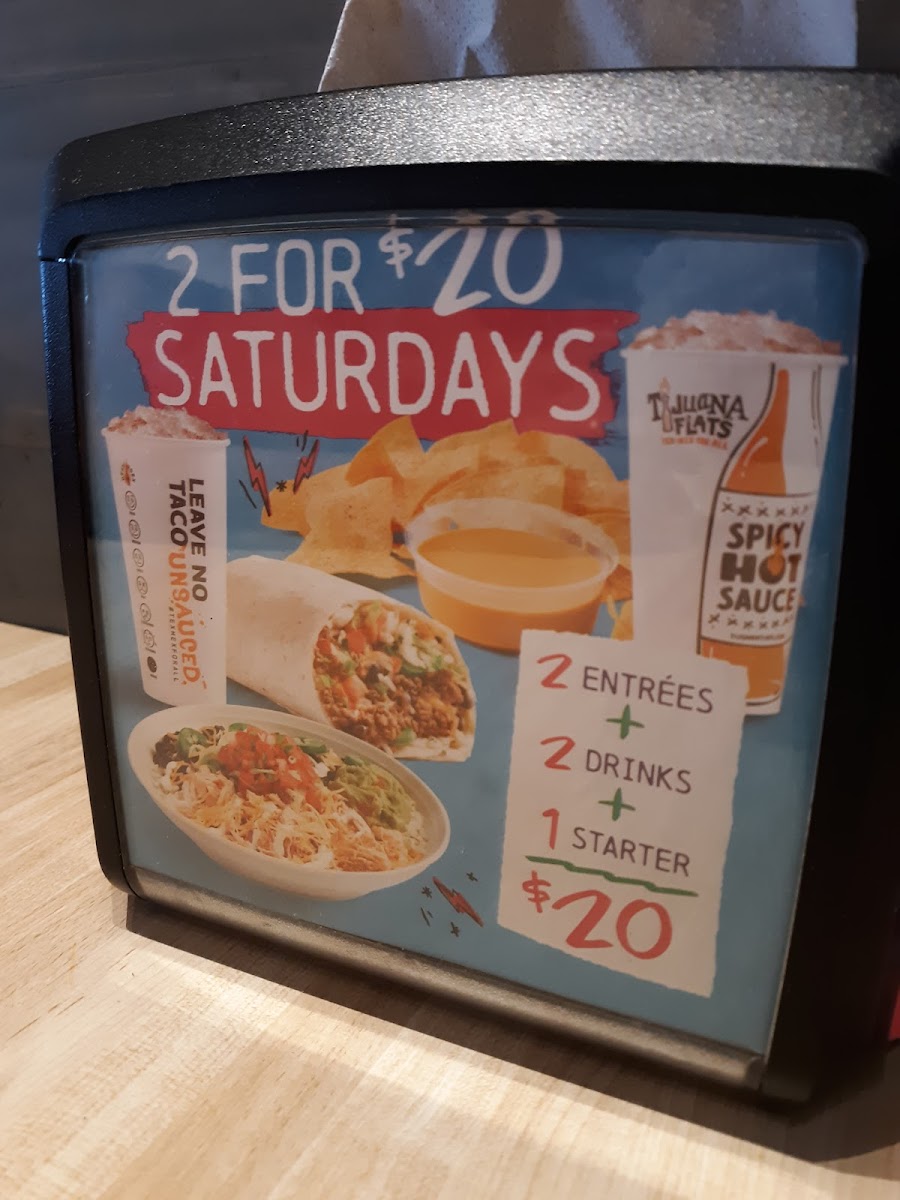 2 FOR $20
SATURDAYS
TIJUANA
FLATS
SPICY
HOT
SAUCE
LEAVE NO
TACO UNSAUCED.
#TEXMEXFORALL
2 ENTRÉES
+
2 DRINKS
+
1 STARTER
$20